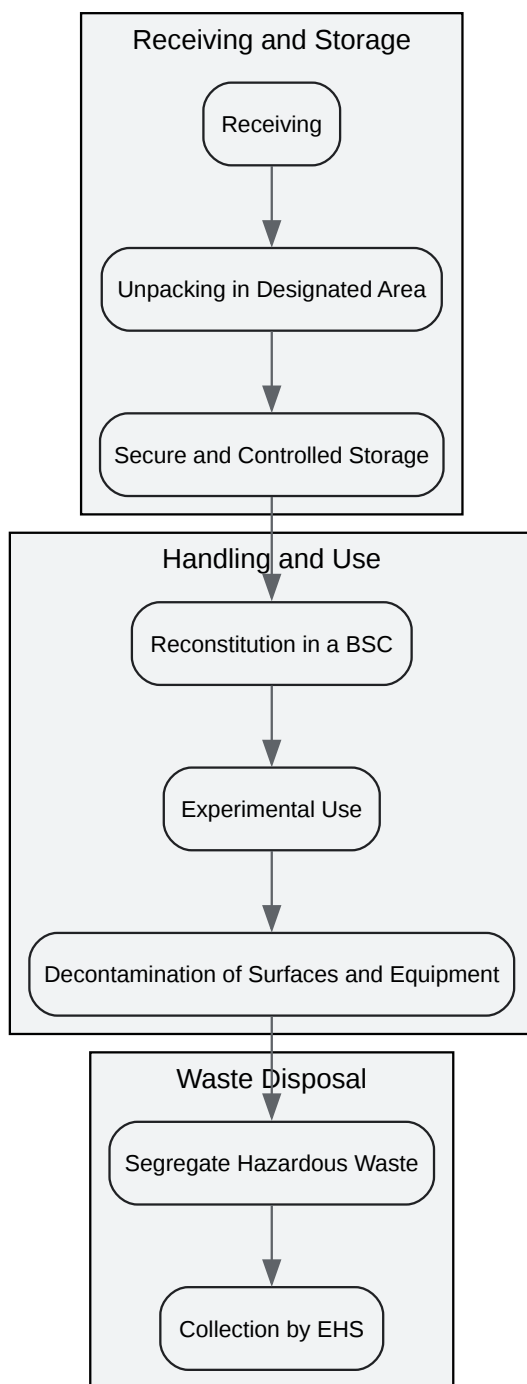 Receiving and Storage
Receiving
Unpacking in Designated Area
Secure and Controlled Storage
Handling and Use
Reconstitution in a BSC
Experimental Use
Decontamination of Surfaces and Equipment
Waste Disposal
Segregate Hazardous Waste
Collection by EHS